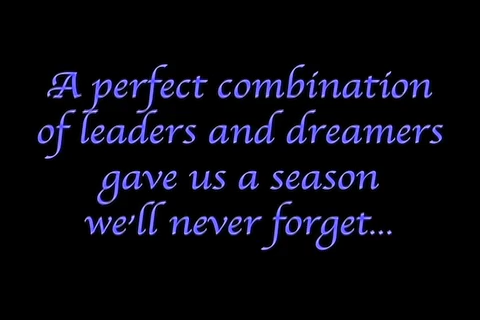 A perfect combination
of leaders and dreamers
gave us a season
we'll never forget...